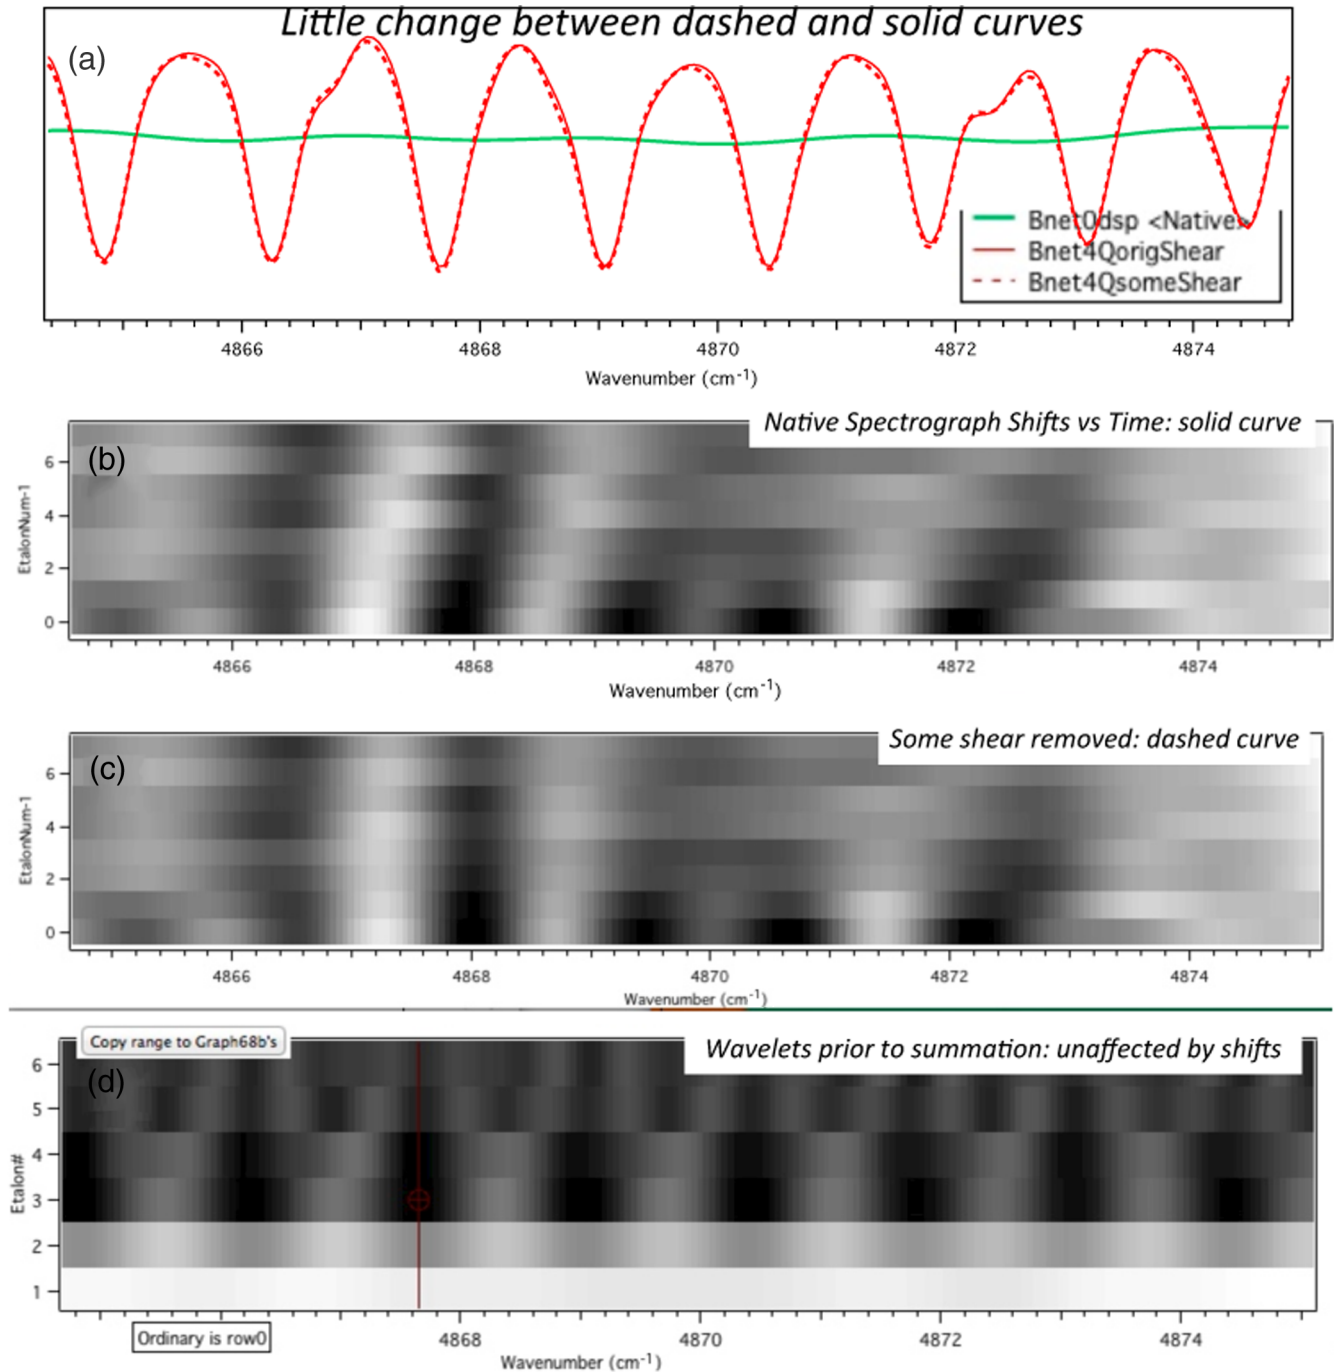 Little change between dashed and solid curves
(a)
Bnet0dsp <Native>
Bnet4QorigShear
Bnet4QsomeShear
4866 4868 4870 4872 4874
Wavenumber (cm-1)
Native Spectrograph Shifts vs Time: solid curve
(b)
6
4
2
0
EtalonNum-1
4866 4868 4870 4872 4874
Wavenumber (cm-1)
Some shear removed: dashed curve
(c)
6
4
2
0
EtalonNum-1
4866 4868 4870 4872 4874
Wavenumber (cm-1)
Copy range to Graph68b's
Wavelets prior to summation: unaffected by shifts
(d)
6
5
4
3
2
1
Etalon#
Ordinary is row0
4868 4870 4872 4874
Wavenumber (cm-1)